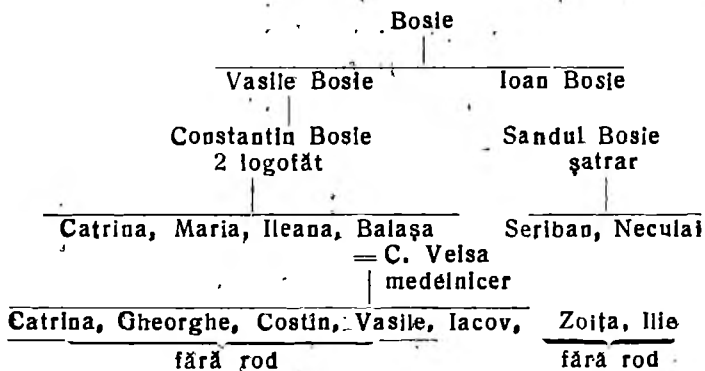 Bosie
Vasile Bosie Ioan Bosie
Constantin Bosie Sandul Bosie
2 logofăt şatrar
Catrina, Maria, Ileana, Balaşa Seriban, Neculai
= C. Veisa
medelnicer
Catrina, Gheorghe, Costin, Vasile, Iacov, Zoiţa, Ilie
fără rod fără rod